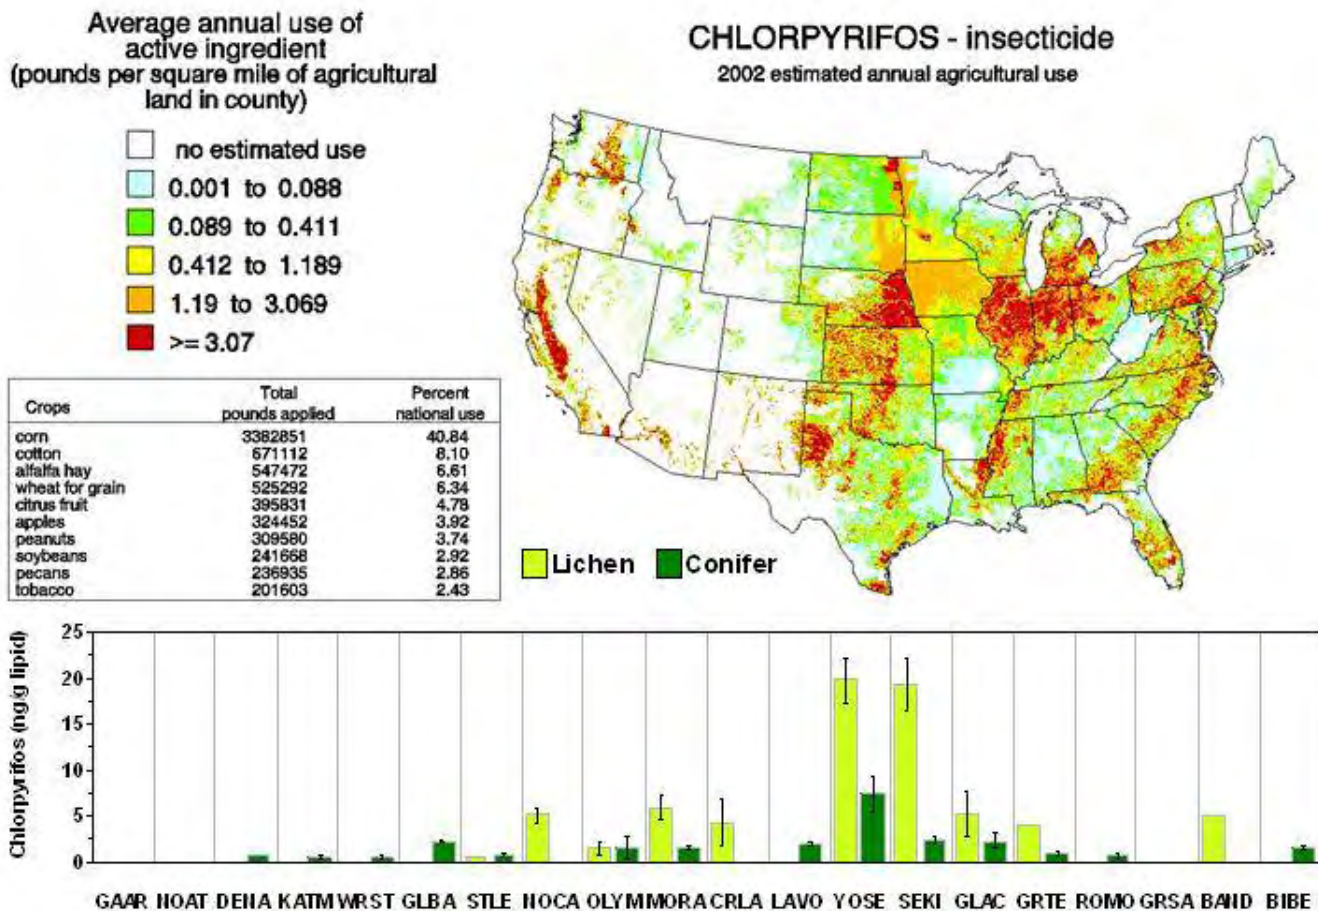 Average annual use of
active ingredient
(pounds per square mile of agricultural
land in county)
no estimated use
0.001 to 0.088
0.089 to 0.411
0.412 to 1.189
1.19 to 3.069
>= 3.07
CHLORPYRIFOS - insecticide
2002 estimated annual agricultural use
Crops Total pounds applied Percent national use
corn 3382851 40.84
cotton 671112 8.10
alfalfa hay 547472 6.61
wheat for grain 525292 6.34
citrus fruit 395831 4.78
apples 324452 3.92
peanuts 309580 3.74
soybeans 241668 2.92
pecans 236935 2.86
tobacco 201603 2.43
Lichen Conifer
Chlorpyrifos (ng/g lipid)
25
20
15
10
5
0
GAAR NOAT DENA KATM WRST GLBA STLE NOCA OLYM MORA CRLA LAVO YOSE SEKI GLAC GRTE ROMO GRSA BAND BIBE